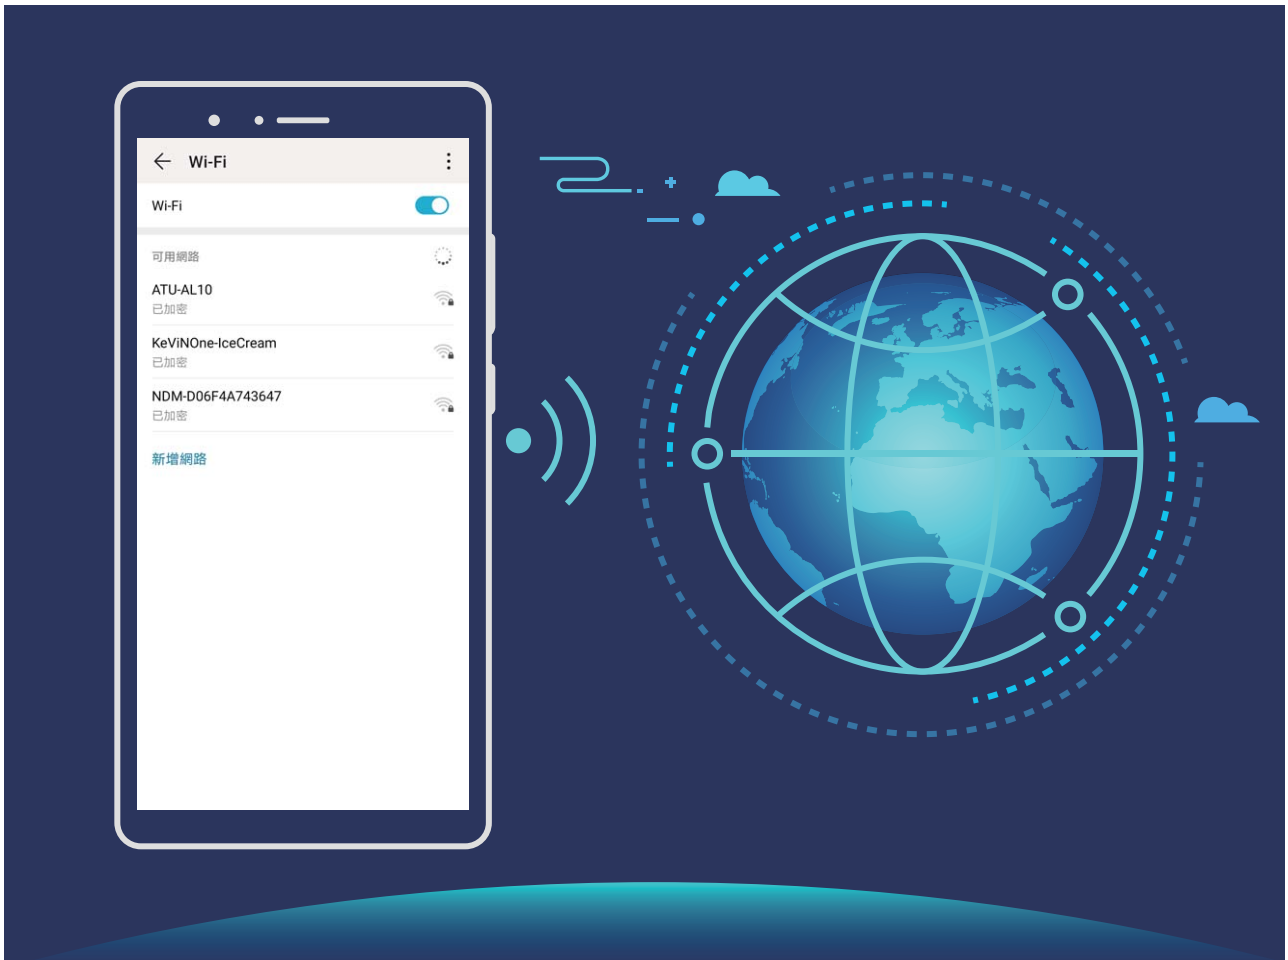 Wi-Fi
Wi-Fi
可用網路
ATU-AL10
已加密
KeViNOne-IceCream
已加密
NDM-D06F4A743647
已加密
新增網路